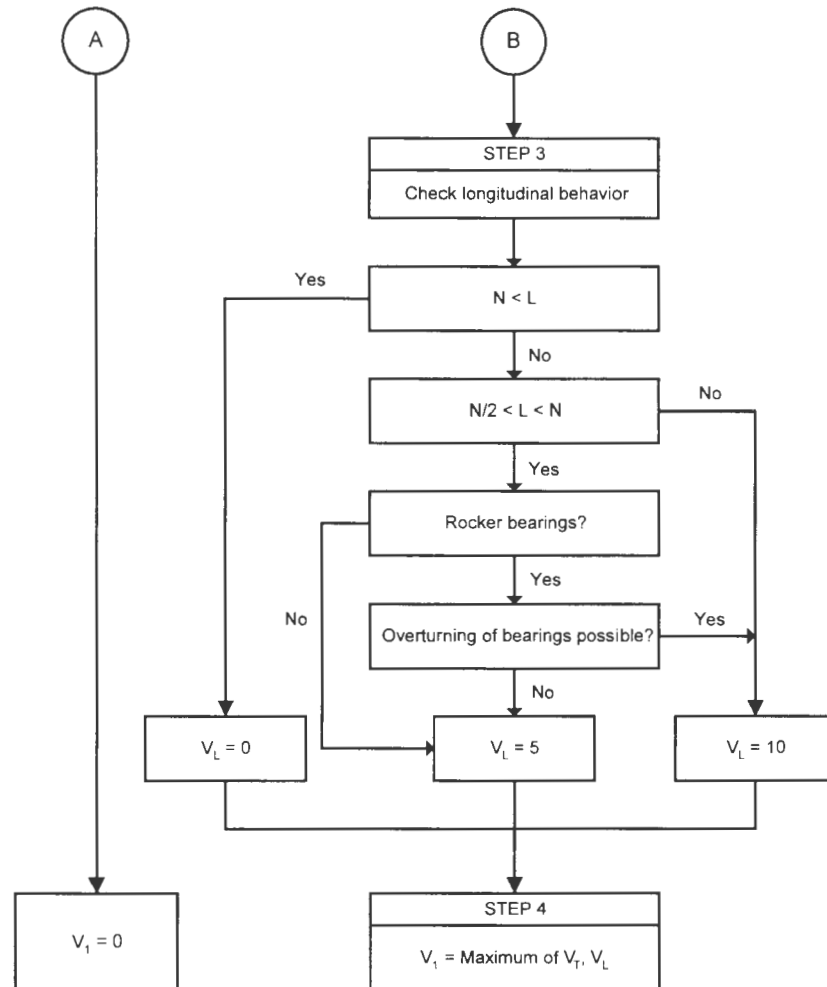 A
B
STEP 3
Check longitudinal behavior
Yes
N < L
No
N/2 < L < N
No
Yes
Rocker bearings?
Yes
No
Overturning of bearings possible?
Yes
No
V_L = 0
V_L = 5
V_L = 10
V_1 = 0
STEP 4
V_1 = Maximum of V_T, V_L